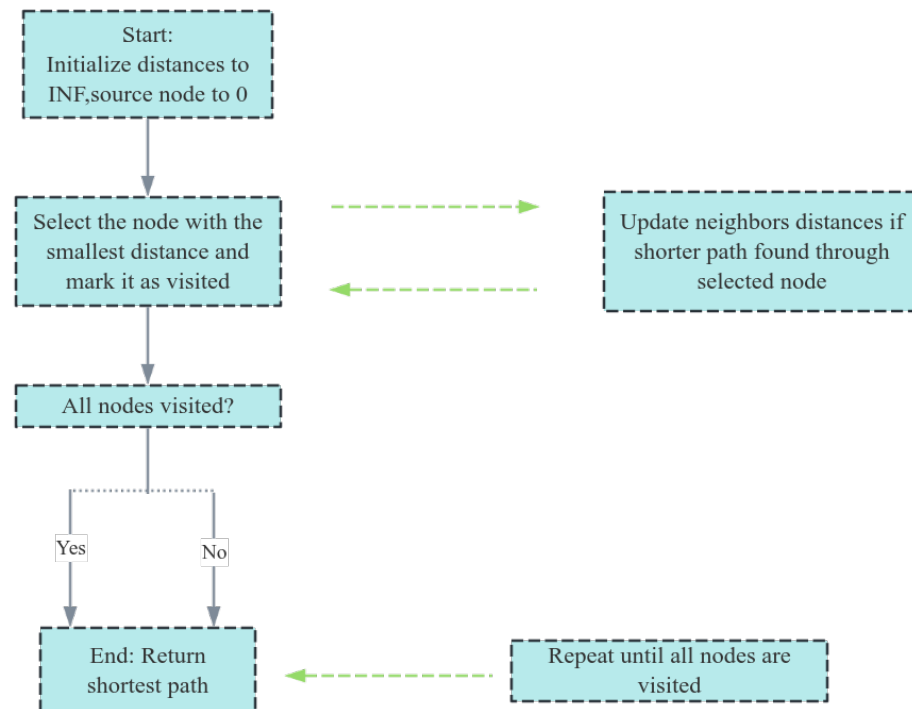 Start:
Initialize distances to
INF,source node to 0
Select the node with the
smallest distance and
mark it as visited
Update neighbors distances if
shorter path found through
selected node
All nodes visited?
Yes
No
End: Return
shortest path
Repeat until all nodes are
visited